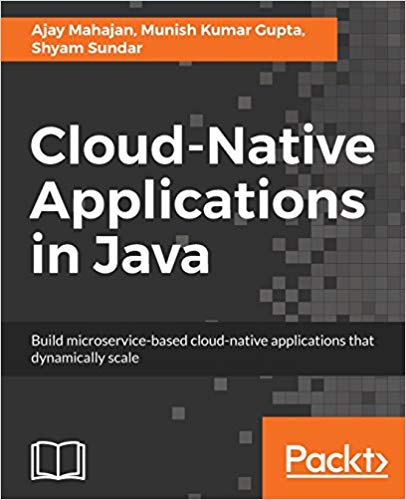 Ajay Mahajan, Munish Kumar Gupta,
Shyam Sundar
Cloud-Native
Applications
in Java
Build microservice-based cloud-native applications that
dynamically scale
Packt>